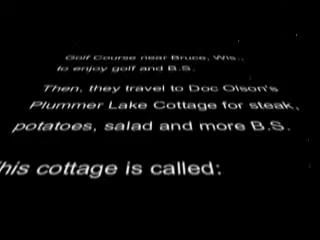 Golf Course near Bruce, Wis.,
to enjoy golf and B.S.
Then, they travel to Doc Olson's
Plummer Lake Cottage for steak,
potatoes, salad and more B.S.
This cottage is called: